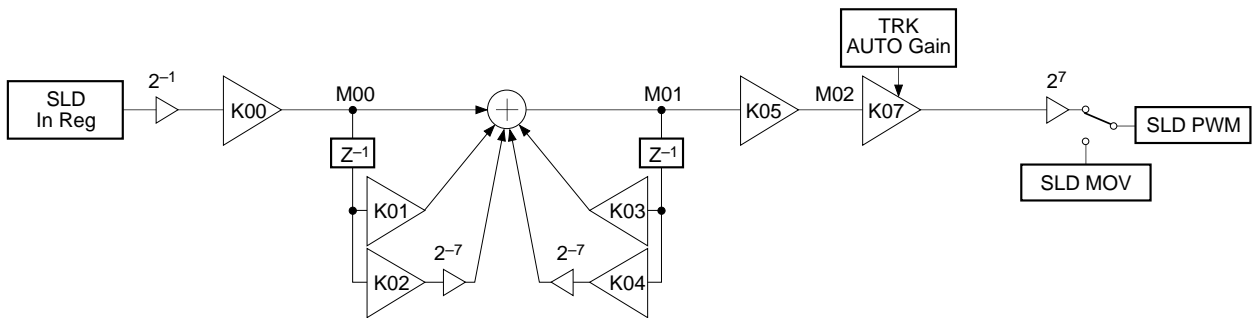 TRK
AUTO Gain
SLD
In Reg
2⁻¹
K00
M00
M01
K05
M02
K07
2⁷
SLD PWM
Z⁻¹
Z⁻¹
SLD MOV
K01
K03
K02
2⁻⁷
2⁻⁷
K04